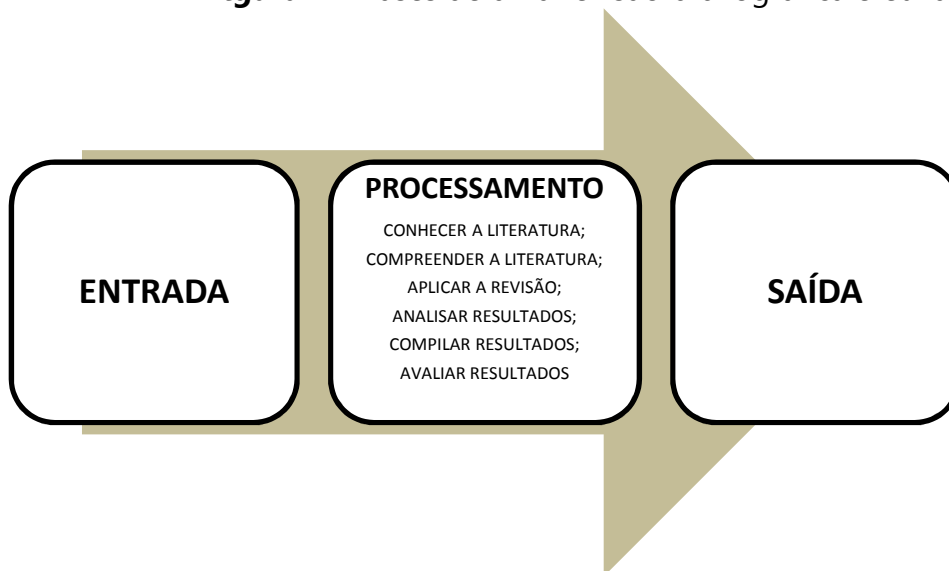 ENTRADA
PROCESSAMENTO
CONHECER A LITERATURA;
COMPREENDER A LITERATURA;
APLICAR A REVISÃO;
ANALISAR RESULTADOS;
COMPILAR RESULTADOS;
AVALIAR RESULTADOS
SAÍDA